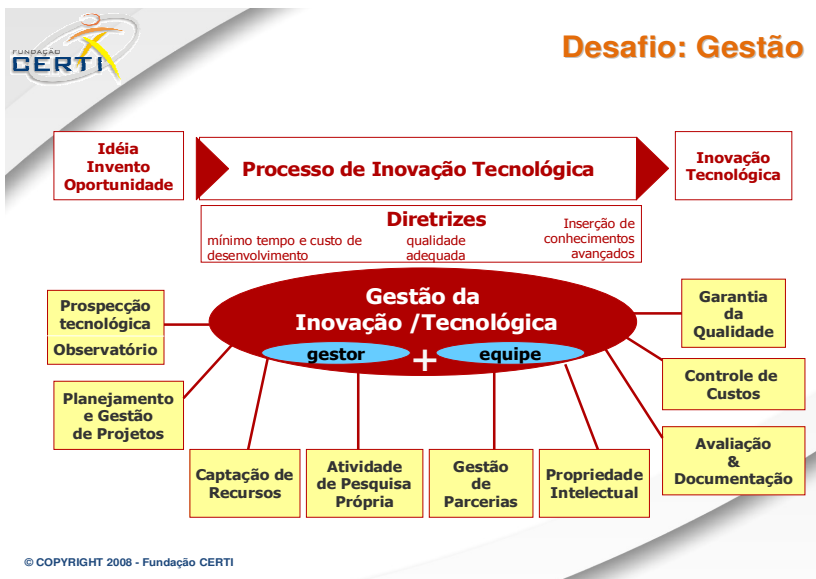 FUNDAÇÃO
CERTI
Desafio: Gestão
Idéia
Invento
Oportunidade
Processo de Inovação Tecnológica
Inovação
Tecnológica
Diretrizes
mínimo tempo e custo de
desenvolvimento
qualidade
adequada
Inserção de
conhecimentos
avançados
Gestão da
Inovação /Tecnológica
gestor
+
equipe
Prospecção
tecnológica
Observatório
Planejamento
e Gestão
de Projetos
Captação de
Recursos
Atividade
de Pesquisa
Própria
Gestão
de
Parcerias
Propriedade
Intelectual
Garantia
da
Qualidade
Controle de
Custos
Avaliação
&
Documentação
© COPYRIGHT 2008 - Fundação CERTI